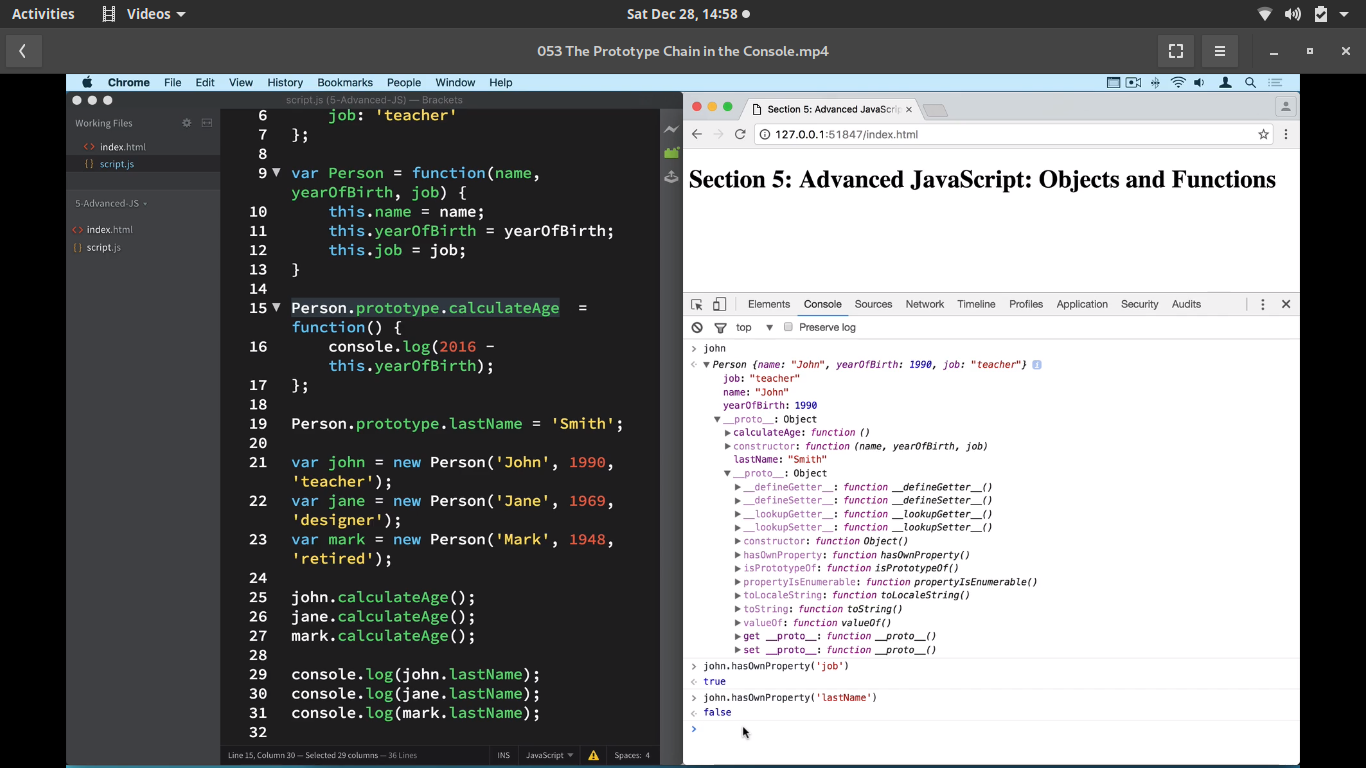 Activities Videos Sat Dec 28, 14:58
053 The Prototype Chain in the Console.mp4
Chrome File Edit View History Bookmarks People Window Help
script.js (5-Advanced-JS) — Brackets
Working Files
<> index.html
{} script.js
5-Advanced-JS
<> index.html
{} script.js
6 job: 'teacher'
7 };
8
9 var Person = function(name,
yearOfBirth, job) {
10 this.name = name;
11 this.yearOfBirth = yearOfBirth;
12 this.job = job;
13 }
14
15 Person.prototype.calculateAge =
function() {
16 console.log(2016 -
this.yearOfBirth);
17 };
18
19 Person.prototype.lastName = 'Smith';
20
21 var john = new Person('John', 1990,
'teacher');
22 var jane = new Person('Jane', 1969,
'designer');
23 var mark = new Person('Mark', 1948,
'retired');
24
25 john.calculateAge();
26 jane.calculateAge();
27 mark.calculateAge();
28
29 console.log(john.lastName);
30 console.log(jane.lastName);
31 console.log(mark.lastName);
32
Line 15, Column 30 — Selected 29 columns — 36 Lines INS JavaScript Spaces: 4
Section 5: Advanced JavaScri
127.0.0.1:51847/index.html
Section 5: Advanced JavaScript: Objects and Functions
Elements Console Sources Network Timeline Profiles Application Security Audits
top Preserve log
> john
Person {name: "John", yearOfBirth: 1990, job: "teacher"}
job: "teacher"
name: "John"
yearOfBirth: 1990
__proto__: Object
calculateAge: function ()
constructor: function (name, yearOfBirth, job)
lastName: "Smith"
__proto__: Object
__defineGetter__: function __defineGetter__()
__defineSetter__: function __defineSetter__()
__lookupGetter__: function __lookupGetter__()
__lookupSetter__: function __lookupSetter__()
constructor: function Object()
hasOwnProperty: function hasOwnProperty()
isPrototypeOf: function isPrototypeOf()
propertyIsEnumerable: function propertyIsEnumerable()
toLocaleString: function toLocaleString()
toString: function toString()
valueOf: function valueOf()
get __proto__: function __proto__()
set __proto__: function __proto__()
> john.hasOwnProperty('job')
true
> john.hasOwnProperty('lastName')
false
>